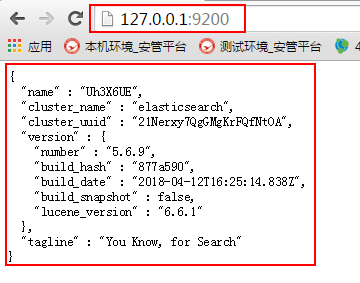 127.0.0.1:9200
应用 本机环境_安管平台 测试环境_安管平台
{
"name" : "Uh3X6UE",
"cluster_name" : "elasticsearch",
"cluster_uuid" : "21Nerxy7QgGMgKrFQfNtOA",
"version" : {
"number" : "5.6.9",
"build_hash" : "877a590",
"build_date" : "2018-04-12T16:25:14.838Z",
"build_snapshot" : false,
"lucene_version" : "6.6.1"
},
"tagline" : "You Know, for Search"
}